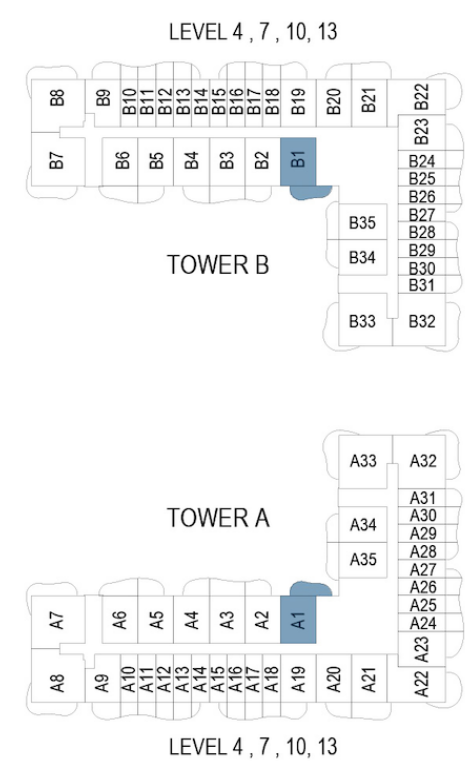 LEVEL 4 , 7 , 10, 13
B8
B9
B10
B11
B12
B13
B14
B15
B16
B17
B18
B19
B20
B21
B22
B23
B7
B6
B5
B4
B3
B2
B1
B24
B25
B26
B27
B28
B29
B30
B31
B35
B34
B33
B32
TOWER B
TOWER A
A33
A32
A34
A35
A31
A30
A29
A28
A27
A26
A25
A24
A23
A22
A7
A6
A5
A4
A3
A2
A1
A8
A9
A10
A11
A12
A13
A14
A15
A16
A17
A18
A19
A20
A21
LEVEL 4 , 7 , 10, 13